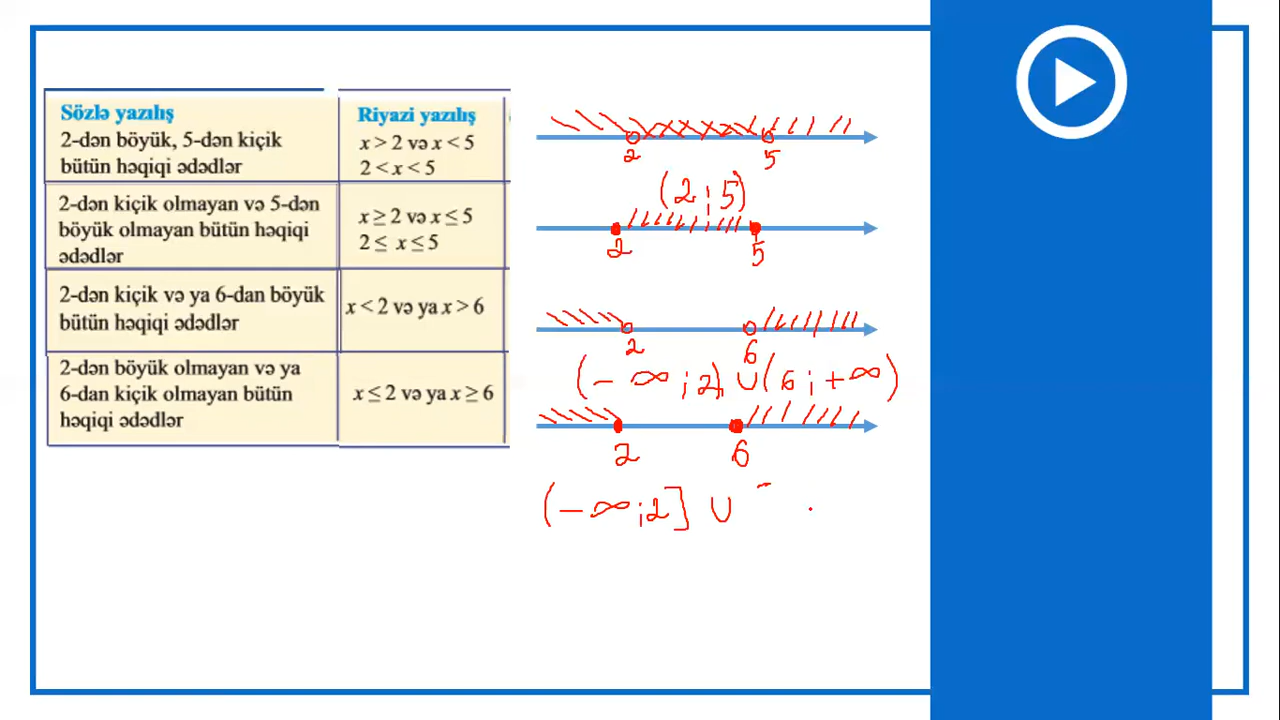 Sözlə yazılış
2-dən böyük, 5-dən kiçik
bütün həqiqi ədədlər
Riyazi yazılış
x > 2 və x < 5
2 < x < 5
2-dən kiçik olmayan və 5-dən
böyük olmayan bütün həqiqi
ədədlər
x ≥ 2 və x ≤ 5
2 ≤ x ≤ 5
2-dən kiçik və ya 6-dan böyük
bütün həqiqi ədədlər
x < 2 və ya x > 6
2-dən böyük olmayan və ya
6-dan kiçik olmayan bütün
həqiqi ədədlər
x ≤ 2 və ya x ≥ 6
2 5
(2 ; 5)
2 5
2 6
(- ∞ ; 2) ∪ (6 ; +∞)
2 6
(- ∞ ; 2] ∪